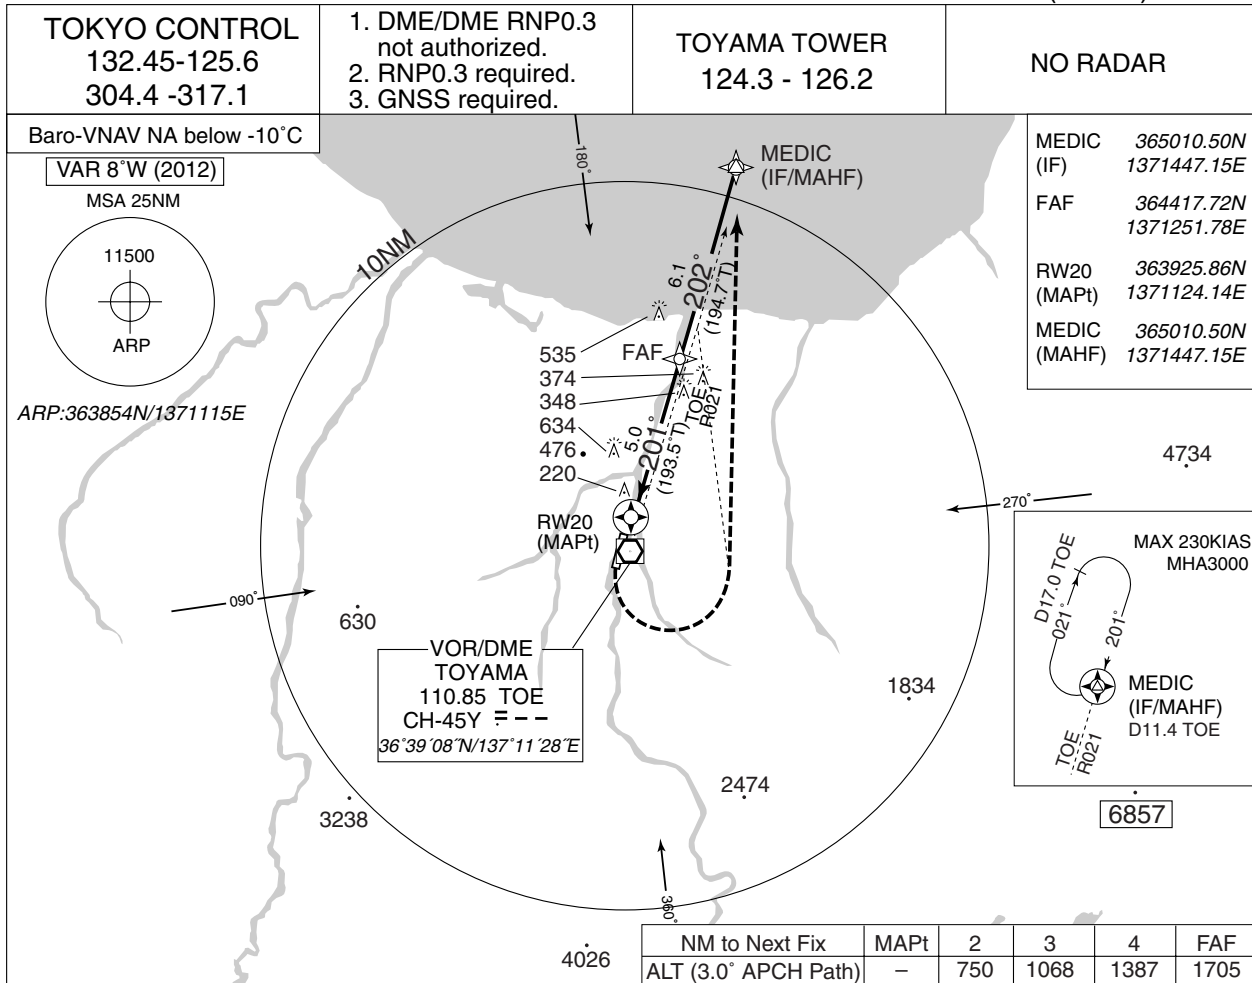 TOKYO CONTROL
132.45-125.6
304.4 -317.1
1. DME/DME RNP0.3
not authorized.
2. RNP0.3 required.
3. GNSS required.
TOYAMA TOWER
124.3 - 126.2
NO RADAR
Baro-VNAV NA below -10°C
VAR 8°W (2012)
MSA 25NM
11500
ARP
ARP:363854N/1371115E
MEDIC 365010.50N
(IF) 1371447.15E
FAF 364417.72N
1371251.78E
RW20 363925.86N
(MAPt) 1371124.14E
MEDIC 365010.50N
(MAHF) 1371447.15E
180°
MEDIC
(IF/MAHF)
10NM
6.1
202°
(194.7°T)
535
FAF
374
348
634
476
220
TOE
R021
5.0
201°
(193.5°T)
RW20
(MAPt)
4734
270°
090°
630
VOR/DME
TOYAMA
110.85 TOE
CH-45Y
36°39´08˝N/137°11´28˝E
1834
2474
3238
360°
4026
MAX 230KIAS
MHA3000
D17.0 TOE
021°
201°
MEDIC
(IF/MAHF)
D11.4 TOE
TOE
R021
6857
NM to Next Fix MAPt 2 3 4 FAF
ALT (3.0° APCH Path) – 750 1068 1387 1705